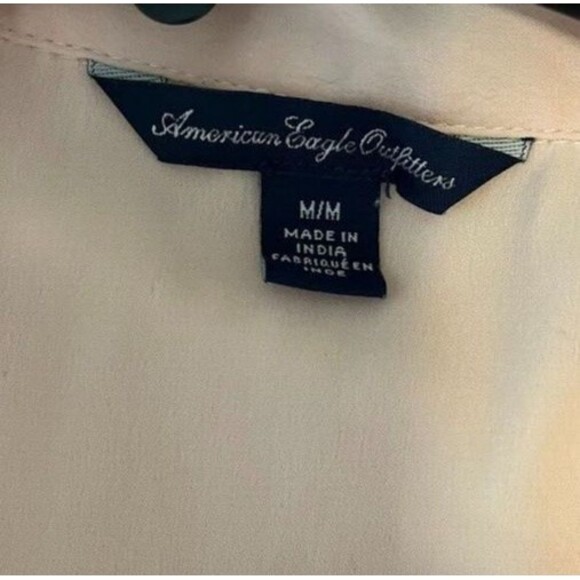 American Eagle Outfitters
M/M
MADE IN
INDIA
FABRIQUÉ EN
INDE